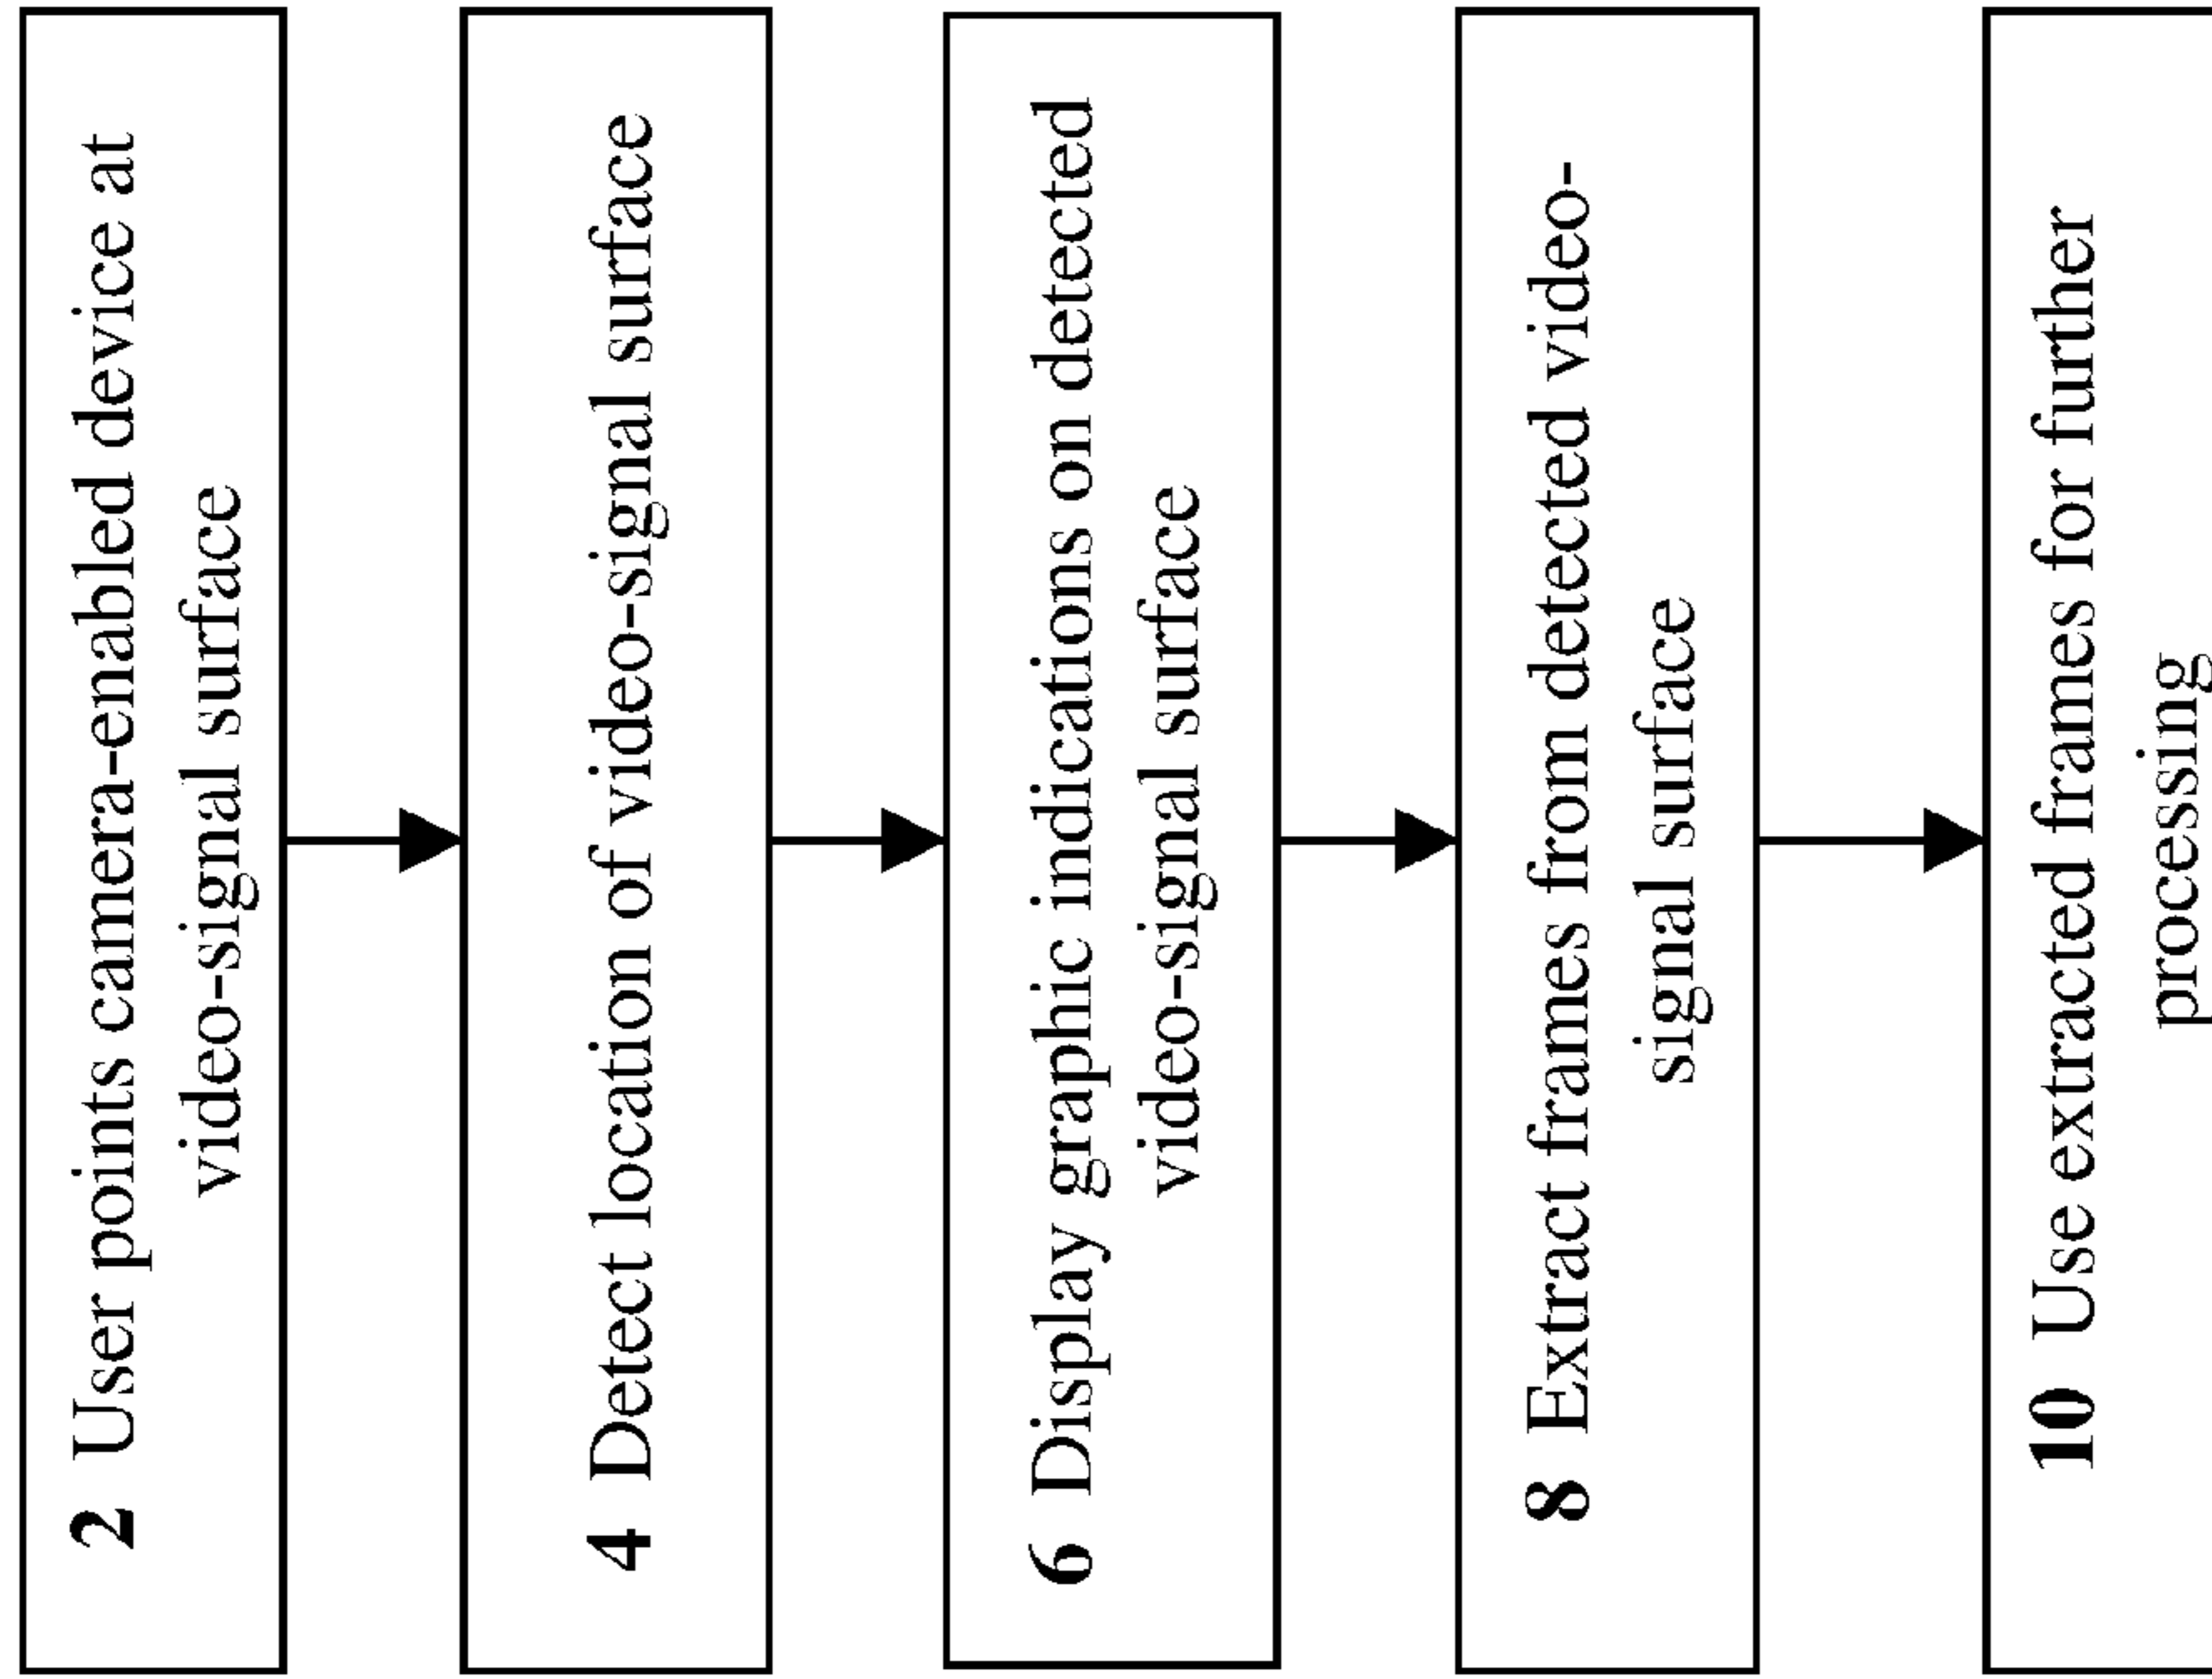 2 User points camera-enabled device at
video-signal surface
4 Detect location of video-signal surface
6 Display graphic indications on detected
video-signal surface
8 Extract frames from detected video-
signal surface
10 Use extracted frames for further
processing